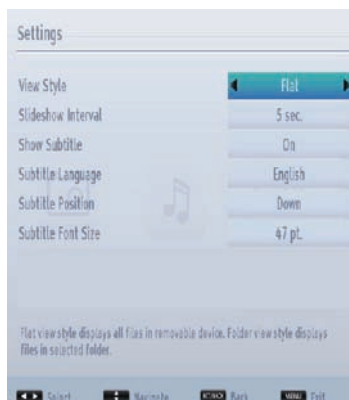 Settings
View Style Flat
Slideshow Interval 5 sec.
Show Subtitle On
Subtitle Language English
Subtitle Position Down
Subtitle Font Size 47 pt.
Flat view style displays all files in removable device. Folder view style displays
files in selected folder.
Select Navigate Back MENU Exit